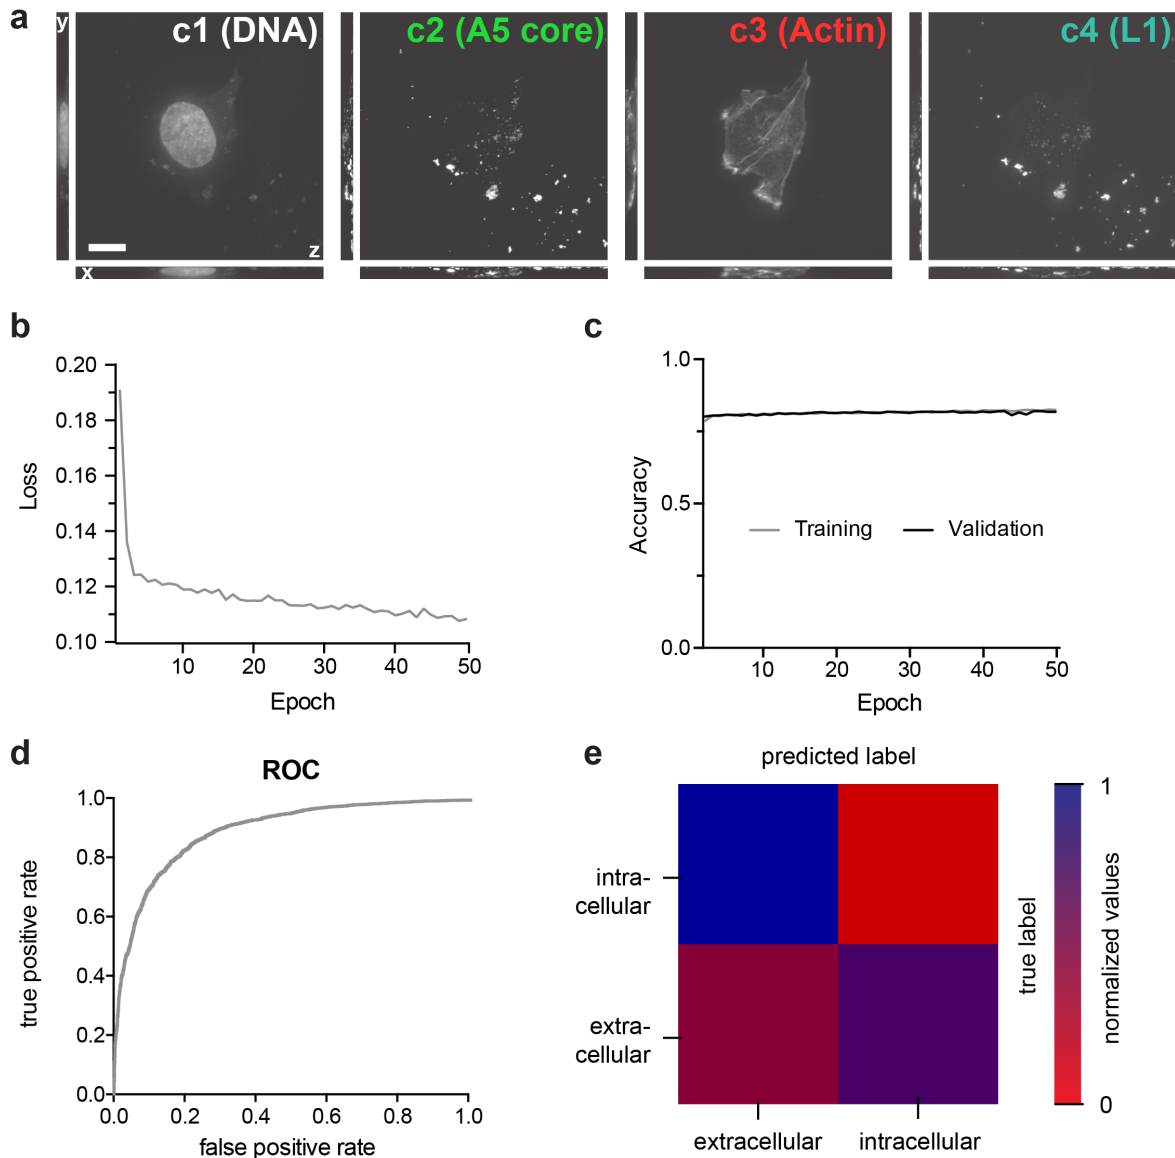 a
c1 (DNA)
c2 (A5 core)
c3 (Actin)
c4 (L1)
y
z
x
b
0.20
0.18
0.16
0.14
0.12
0.10
Loss
10 20 30 40 50
Epoch
c
1.0
0.5
0.0
Accuracy
Training Validation
10 20 30 40 50
Epoch
d
ROC
1.0
0.8
0.6
0.4
0.2
0.0
true positive rate
0.0 0.2 0.4 0.6 0.8 1.0
false positive rate
e
predicted label
intra-
cellular
extra-
cellular
true label
extracellular intracellular
1
0
normalized values